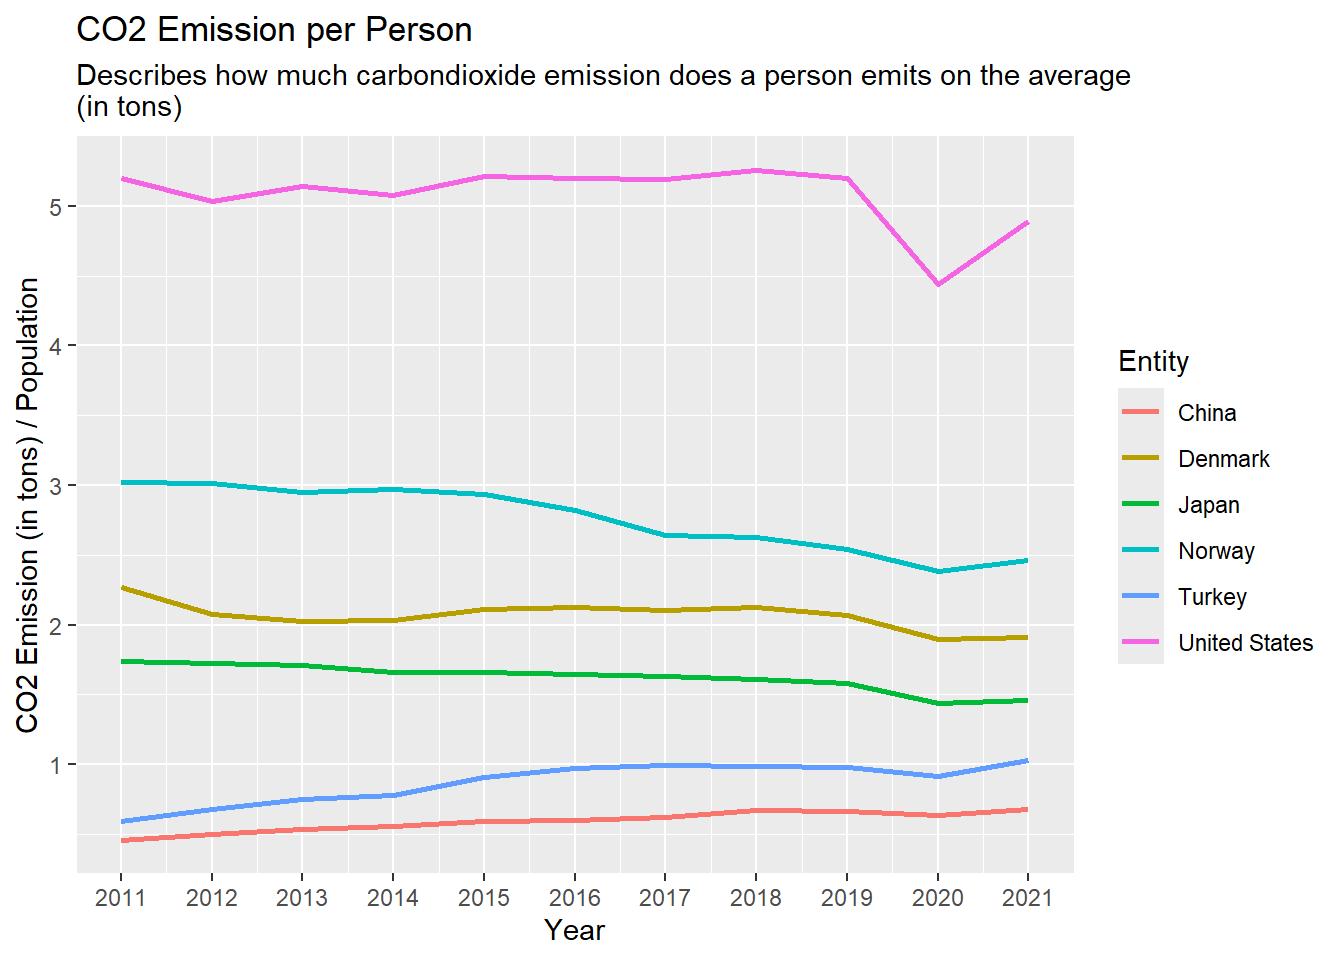 CO2 Emission per Person
Describes how much carbondioxide emission does a person emits on the average
(in tons)
CO2 Emission (in tons) / Population
5
4
3
2
1
2011 2012 2013 2014 2015 2016 2017 2018 2019 2020 2021
Year
Entity
China
Denmark
Japan
Norway
Turkey
United States